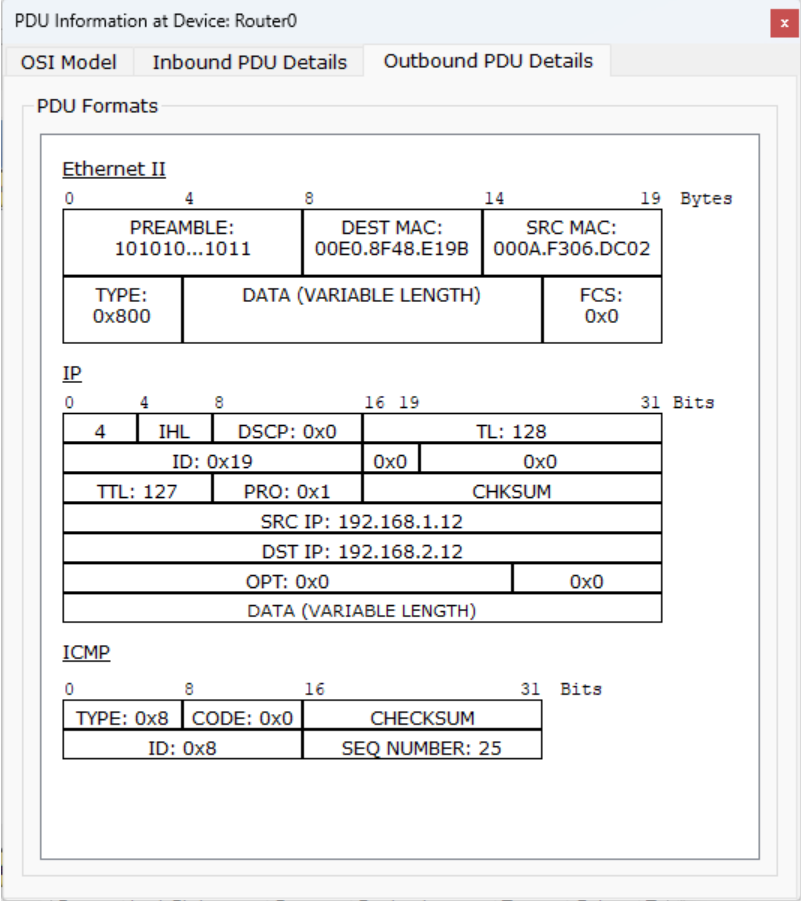 PDU Information at Device: Router0
x
OSI Model Inbound PDU Details Outbound PDU Details
PDU Formats
Ethernet II
0 4 8 14 19 Bytes
PREAMBLE: DEST MAC: SRC MAC:
101010...1011 00E0.8F48.E19B 000A.F306.DC02
TYPE: DATA (VARIABLE LENGTH) FCS:
0x800 0x0
IP
0 4 8 16 19 31 Bits
4 IHL DSCP: 0x0 TL: 128
ID: 0x19 0x0 0x0
TTL: 127 PRO: 0x1 CHKSUM
SRC IP: 192.168.1.12
DST IP: 192.168.2.12
OPT: 0x0 0x0
DATA (VARIABLE LENGTH)
ICMP
0 8 16 31 Bits
TYPE: 0x8 CODE: 0x0 CHECKSUM
ID: 0x8 SEQ NUMBER: 25